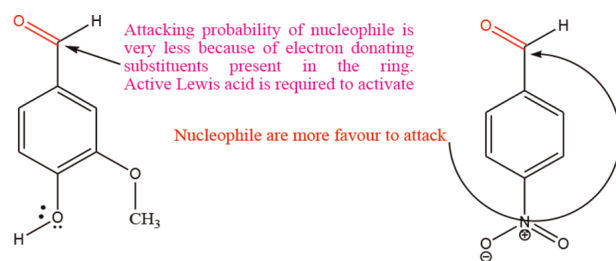 O
H
Attacking probability of nucleophile is
very less because of electron donating
substituents present in the ring.
Active Lewis acid is required to activate
O
H
Nucleophile are more favour to attack
O
CH3
O
H
N
⊕
O
⊖
O